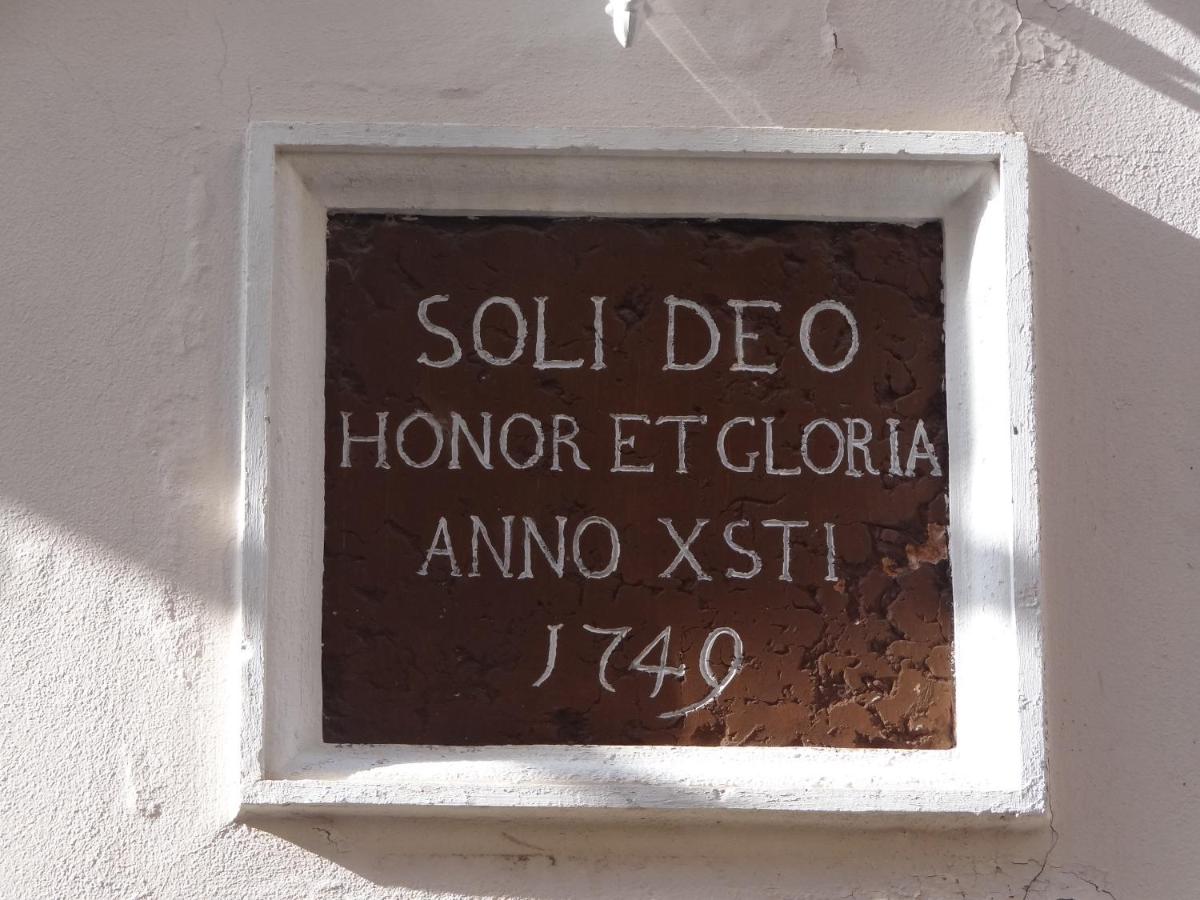 SOLI DEO
HONOR ET GLORIA
ANNO XSTI
1749